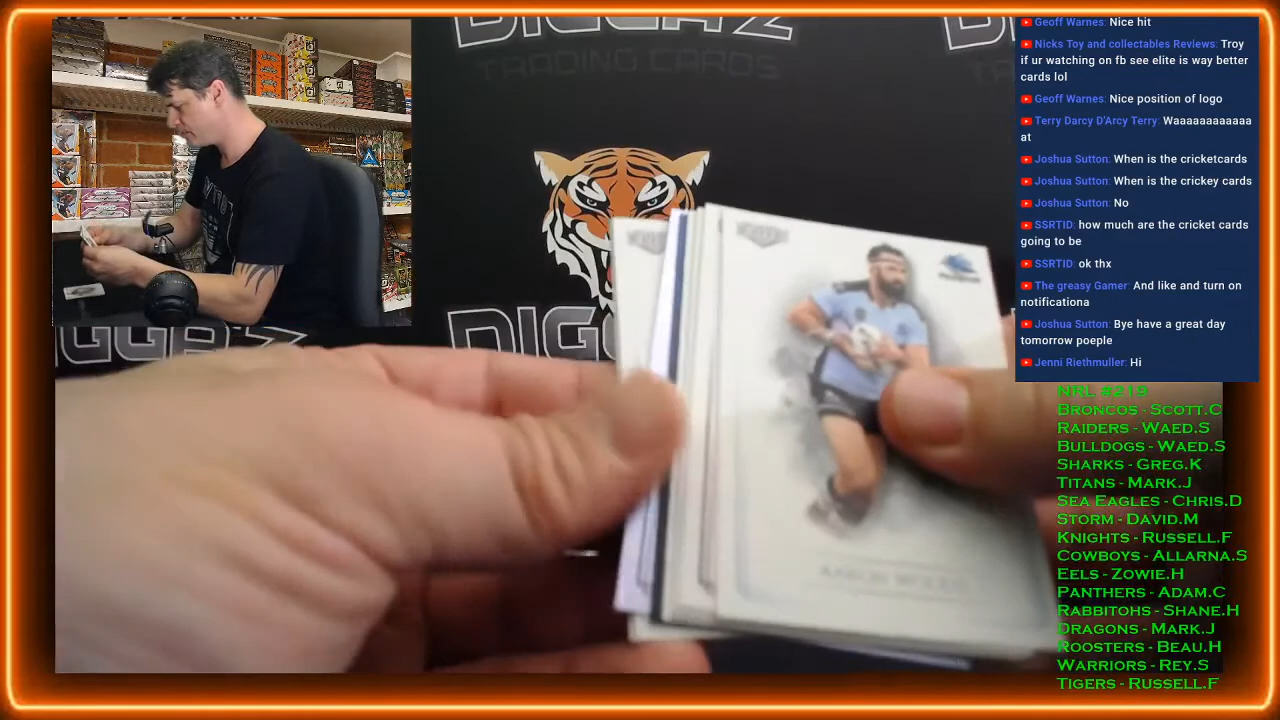 DIGGAZ
TRADING CARDS
Geoff Warnes: Nice hit
Nicks Toy and collectables Reviews: Troy
if ur watching on fb see elite is way better
cards lol
Geoff Warnes: Nice position of logo
Terry Darcy D'Arcy Terry: Waaaaaaaaaaaa
at
Joshua Sutton: When is the cricketcards
Joshua Sutton: When is the crickey cards
Joshua Sutton: No
SSRTID: how much are the cricket cards
going to be
SSRTID: ok thx
The greasy Gamer: And like and turn on
notificationa
Joshua Sutton: Bye have a great day
tomorrow poeple
Jenni Riethmuller: Hi
NRL #219
BRONCOS - SCOTT.C
RAIDERS - WAED.S
BULLDOGS - WAED.S
SHARKS - GREG.K
TITANS - MARK.J
SEA EAGLES - CHRIS.D
STORM - DAVID.M
KNIGHTS - RUSSELL.F
COWBOYS - ALLARNA.S
EELS - ZOWIE.H
PANTHERS - ADAM.C
RABBITOHS - SHANE.H
DRAGONS - MARK.J
ROOSTERS - BEAU.H
WARRIORS - REY.S
TIGERS - RUSSELL.F